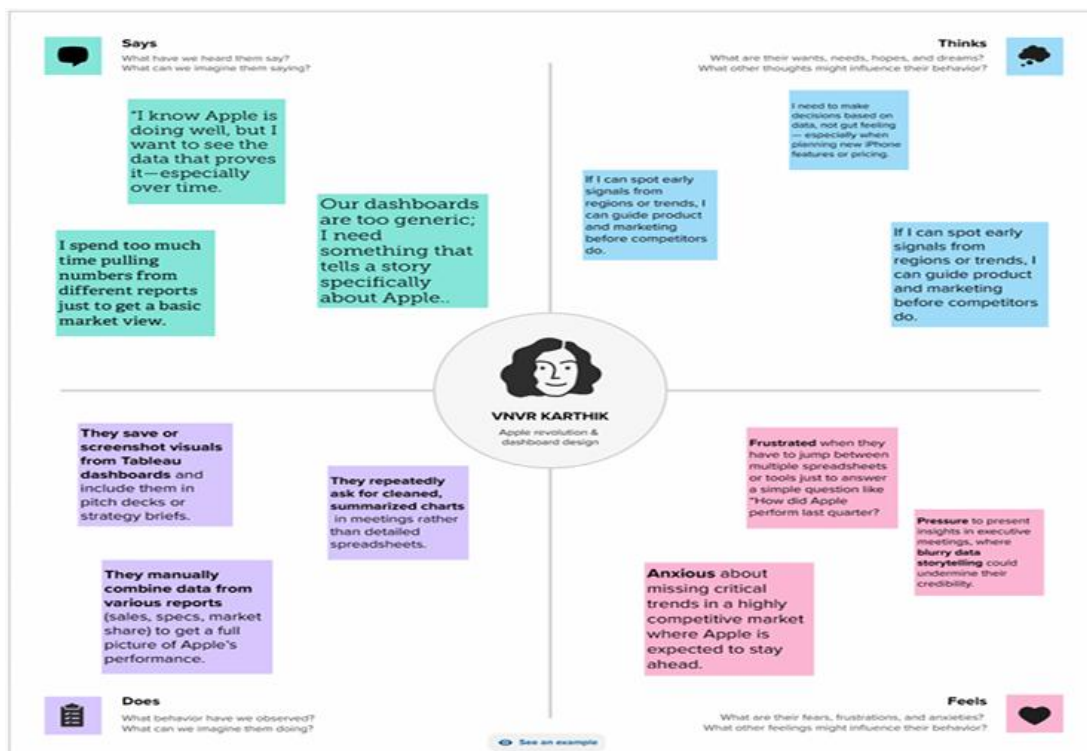 Says
What have we heard them say?
What can we imagine them saying?
"I know Apple is
doing well, but I
want to see the
data that proves
it—especially
over time.
Our dashboards
are too generic;
I need
something that
tells a story
specifically
about Apple..
I spend too much
time pulling
numbers from
different reports
just to get a basic
market view.
Thinks
What are their wants, needs, hopes, and dreams?
What other thoughts might influence their behavior?
I need to make
decisions based on
data, not gut feeling
— especially when
planning new iPhone
features or pricing.
If I can spot early
signals from
regions or trends, I
can guide product
and marketing
before competitors
do.
If I can spot early
signals from
regions or trends, I
can guide product
and marketing
before competitors
do.
VNVR KARTHIK
Apple revolution &
dashboard design
They save or
screenshot visuals
from Tableau
dashboards and
include them in
pitch decks or
strategy briefs.
They repeatedly
ask for cleaned,
summarized charts
in meetings rather
than detailed
spreadsheets.
They manually
combine data from
various reports
(sales, specs, market
share) to get a full
picture of Apple's
performance.
Does
What behavior have we observed?
What can we imagine them doing?
Frustrated when they
have to jump between
multiple spreadsheets
or tools just to answer
a simple question like
"How did Apple
perform last quarter?
Pressure to present
insights in executive
meetings, where
blurry data
storytelling could
undermine their
credibility.
Anxious about
missing critical
trends in a highly
competitive market
where Apple is
expected to stay
ahead.
Feels
What are their fears, frustrations, and anxieties?
What other feelings might influence their behavior?
See an example